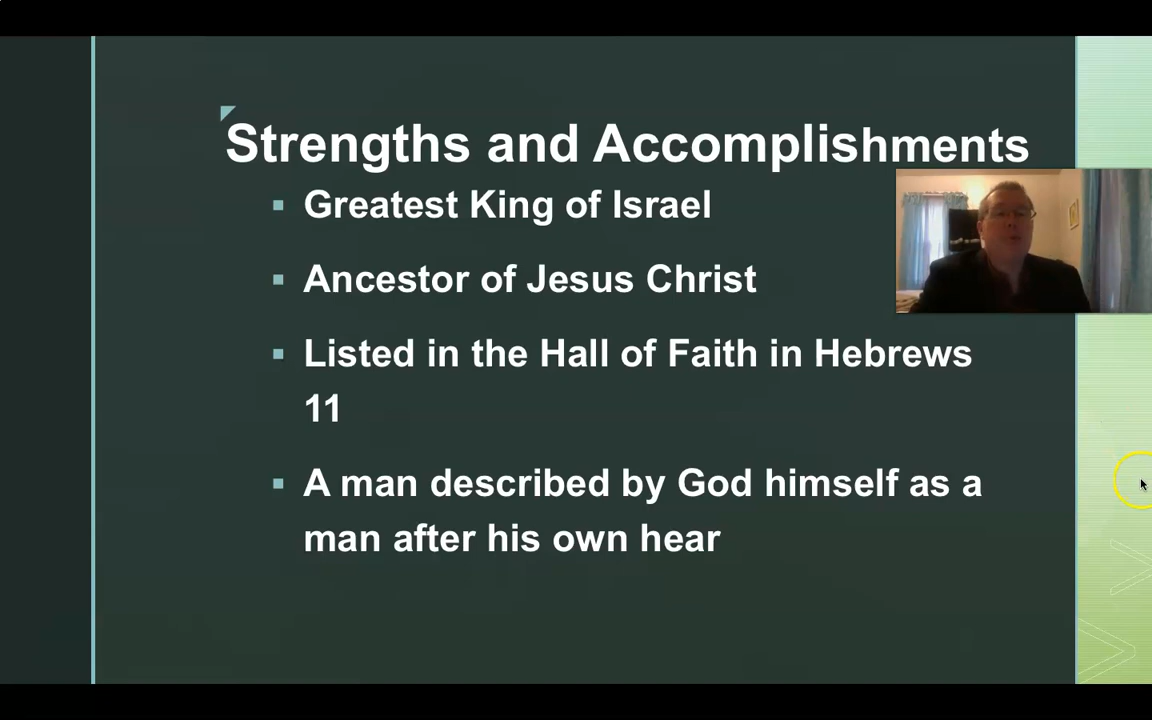 Strengths and Accomplishments
Greatest King of Israel
Ancestor of Jesus Christ
Listed in the Hall of Faith in Hebrews
11
A man described by God himself as a
man after his own hear